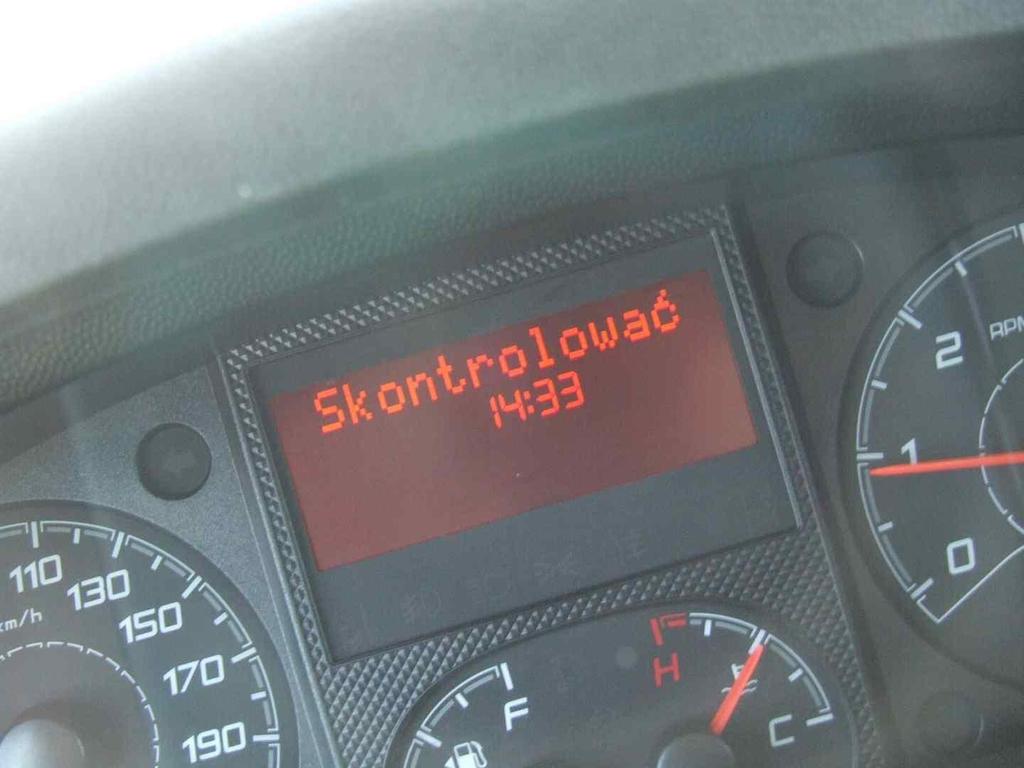 Skontrolować
14:33
RPM
2
1
0
110
130
150
170
190
km/h
F
H
C